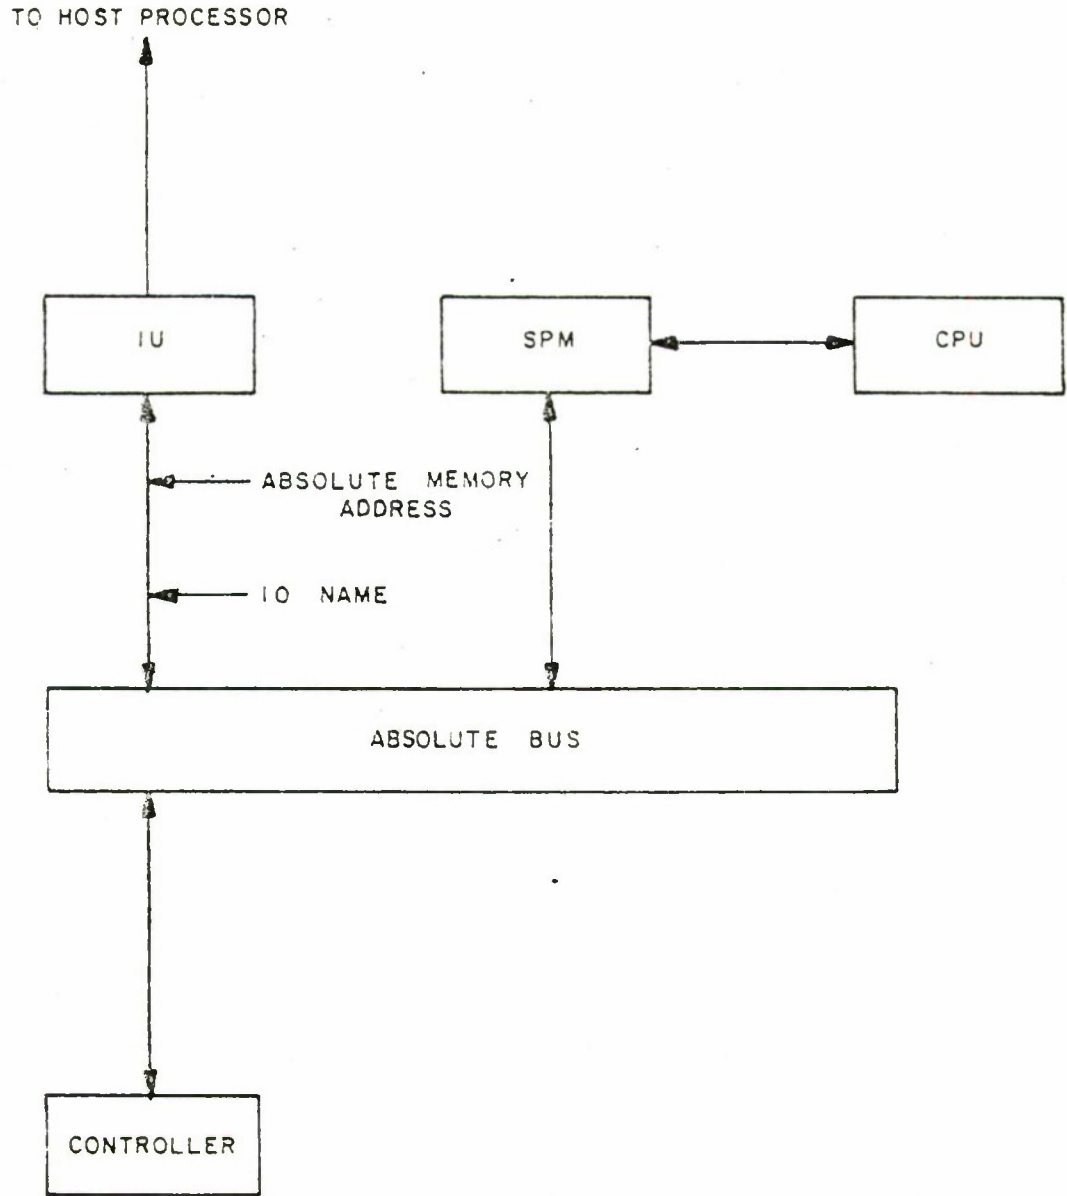 TO HOST PROCESSOR
IU
SPM
CPU
ABSOLUTE MEMORY
ADDRESS
IO NAME
ABSOLUTE BUS
CONTROLLER